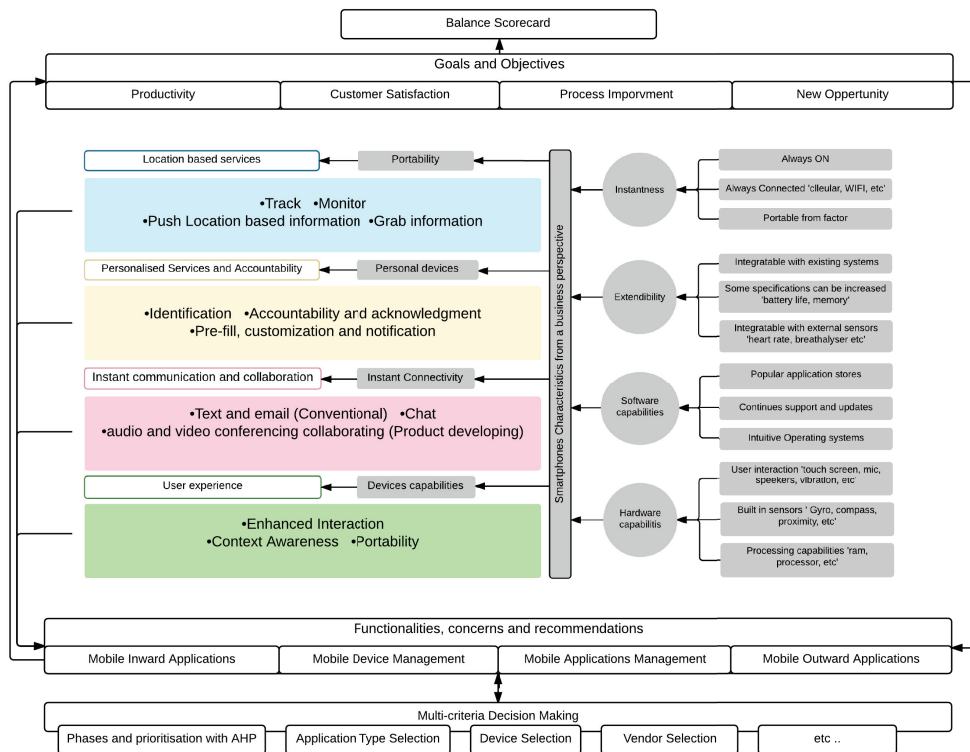 Balance Scorecard
Goals and Objectives
Productivity
Customer Satisfaction
Process Imporvment
New Oppertunity
Location based services
Portability
•Track •Monitor
•Push Location based information •Grab information
Personalised Services and Accountability
Personal devices
•Identification •Accountability and acknowledgment
•Pre-fill, customization and notification
Instant communication and collaboration
Instant Connectivity
•Text and email (Conventional) •Chat
•audio and video conferencing collaborating (Product developing)
User experience
Devices capabilities
•Enhanced Interaction
•Context Awareness •Portability
Smartphones Characteristics from a business perspective
Instantness
Always ON
Always Connected 'clleular, WIFI, etc'
Portable from factor
Extendibility
Integratable with existing systems
Some specifications can be increased
'battery life, memory"
Integratable with external sensors
'heart rate, breathalyser etc'
Software
capabilities
Popular application stores
Continues support and updates
Intuitive Operating systems
Hardware
capabilitis
User interaction 'touch screen, mic,
speekers, vibration, etc'
Built in sensors ' Gyro, compass,
proximity, etc'
Processing capabilities 'ram,
processor, etc'
Functionalities, concerns and recommendations
Mobile Inward Applications
Mobile Device Management
Mobile Applications Management
Mobile Outward Applications
Multi-criteria Decision Making
Phases and prioritisation with AHP
Application Type Selection
Device Selection
Vendor Selection
etc ..